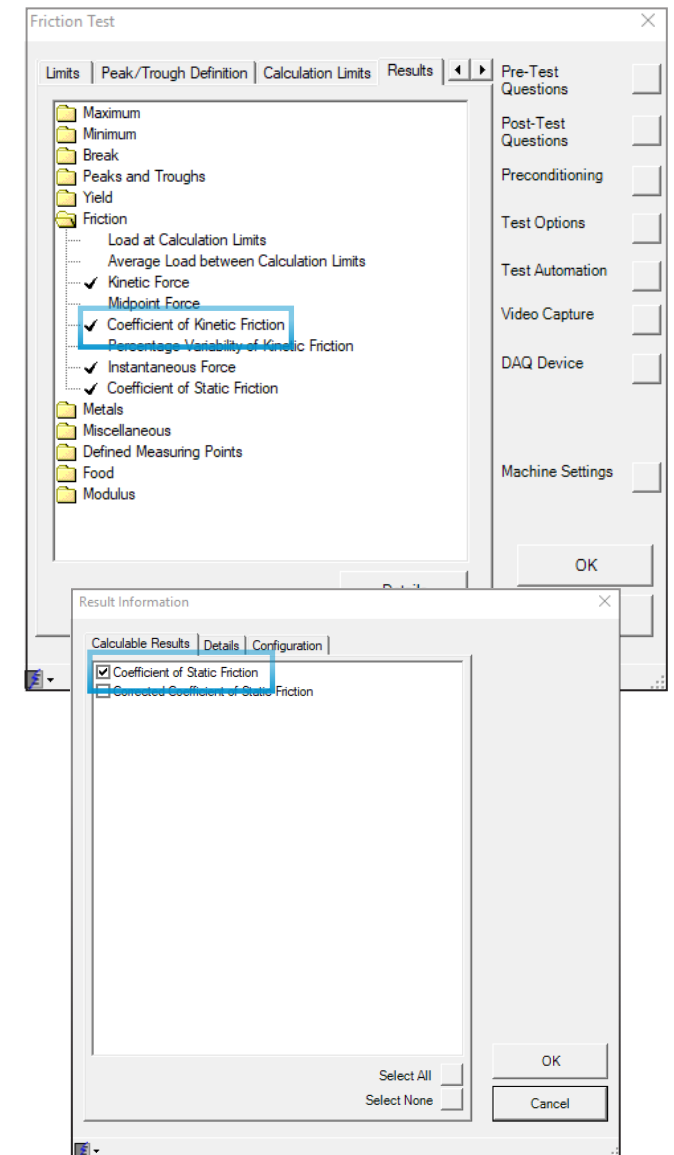 Friction Test
Limits Peak/Trough Definition Calculation Limits Results
Maximum
Minimum
Break
Peaks and Troughs
Yield
Friction
Load at Calculation Limits
Average Load between Calculation Limits
Kinetic Force
Midpoint Force
Coefficient of Kinetic Friction
Percentage Variability of Kinetic Friction
Instantaneous Force
Coefficient of Static Friction
Metals
Miscellaneous
Defined Measuring Points
Food
Modulus
Pre-Test
Questions
Post-Test
Questions
Preconditioning
Test Options
Test Automation
Video Capture
DAQ Device
Machine Settings
OK
Result Information
Calculable Results Details Configuration
Coefficient of Static Friction
Corrected Coefficient of Static Friction
Select All
Select None
OK
Cancel